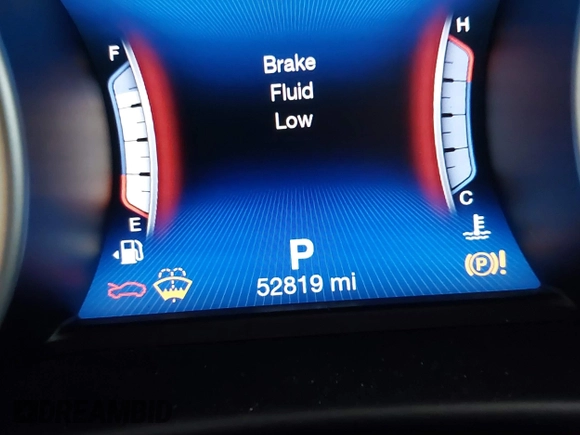 F
H
Brake
Fluid
Low
E
C
P
52819 mi
P !
DREAMBID